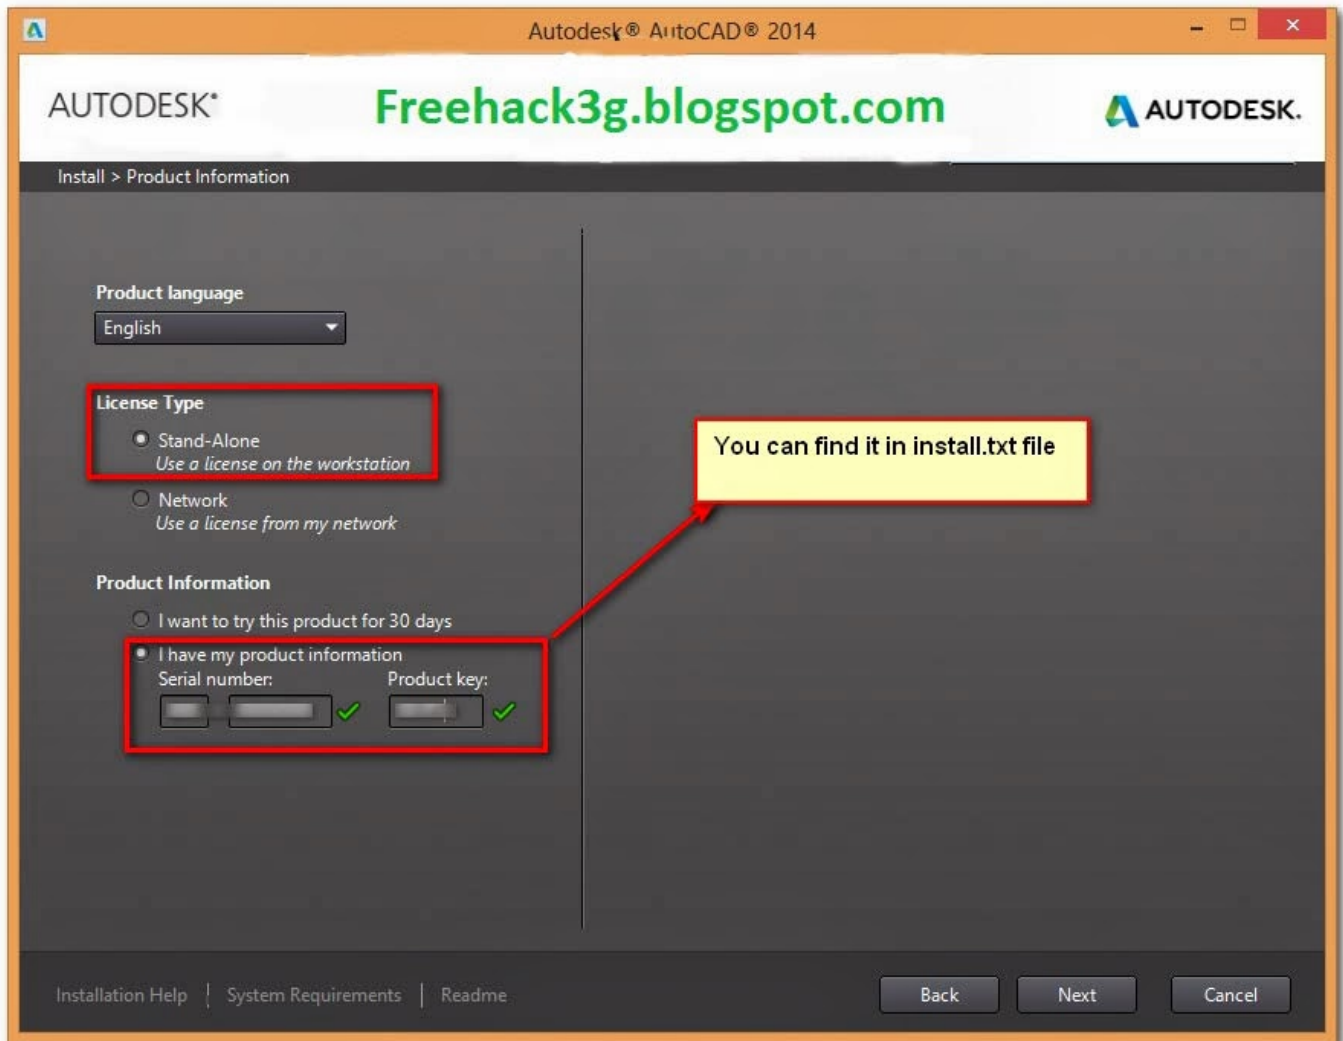 Autodesk® AutoCAD® 2014
AUTODESK®
Freehack3g.blogspot.com
AUTODESK.
Install > Product Information
Product language
English
License Type
Stand-Alone
Use a license on the workstation
Network
Use a license from my network
You can find it in install.txt file
Product Information
I want to try this product for 30 days
I have my product information
Serial number: Product key:
Installation Help | System Requirements | Readme
Back Next Cancel